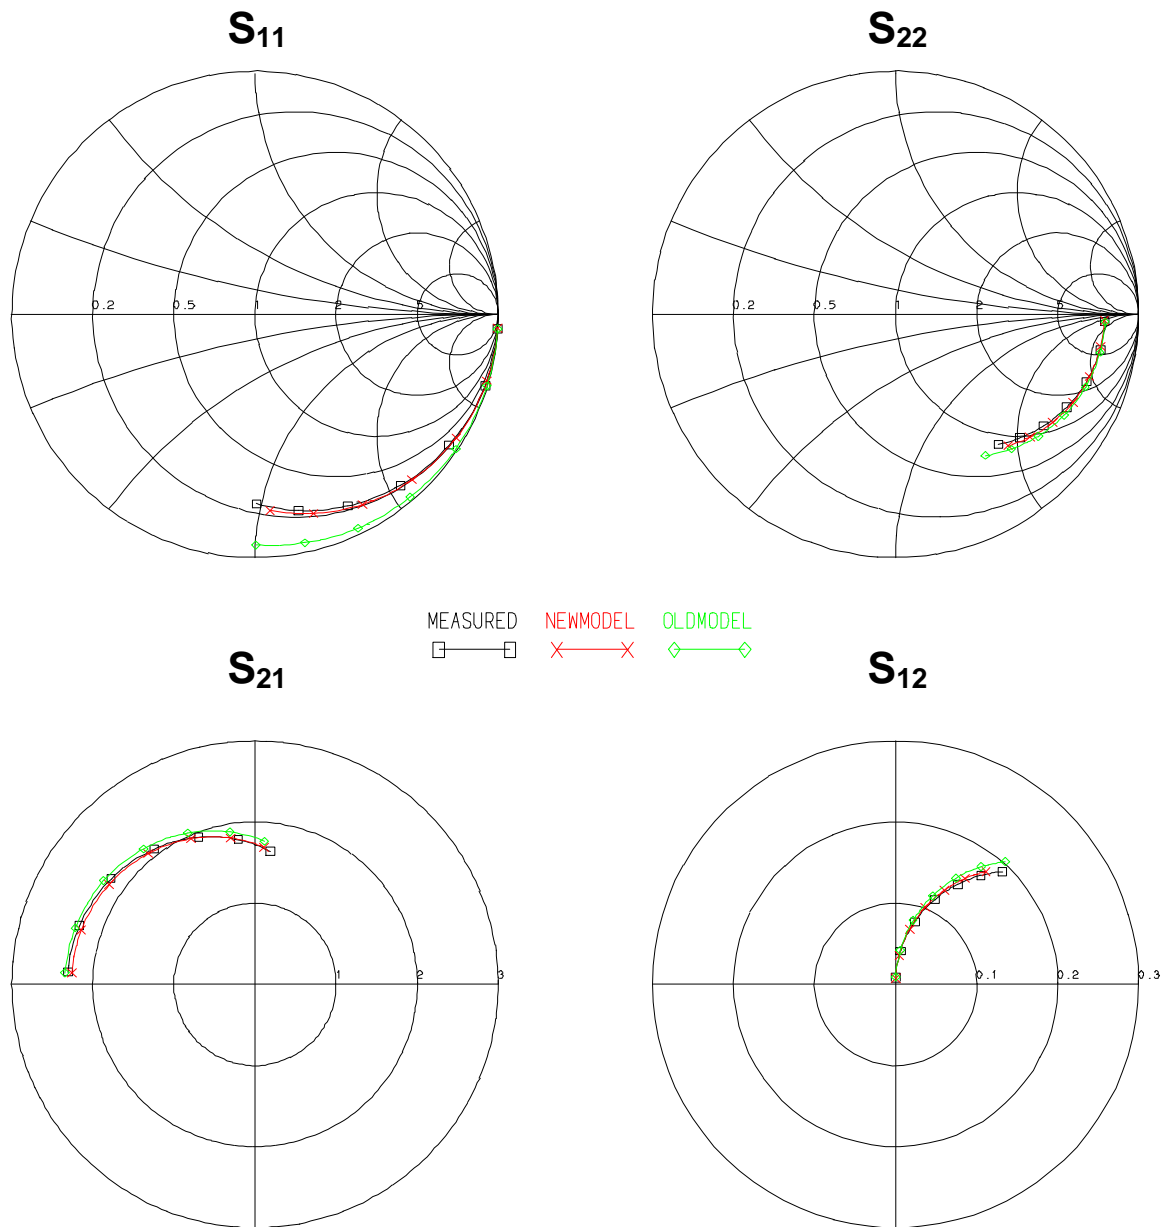 S11 S22
0.2 0.5 1 2 5
0.2 0.5 1 2 5
MEASURED NEWMODEL OLDMODEL
S21 S12
1 2 3
0.1 0.2 0.3